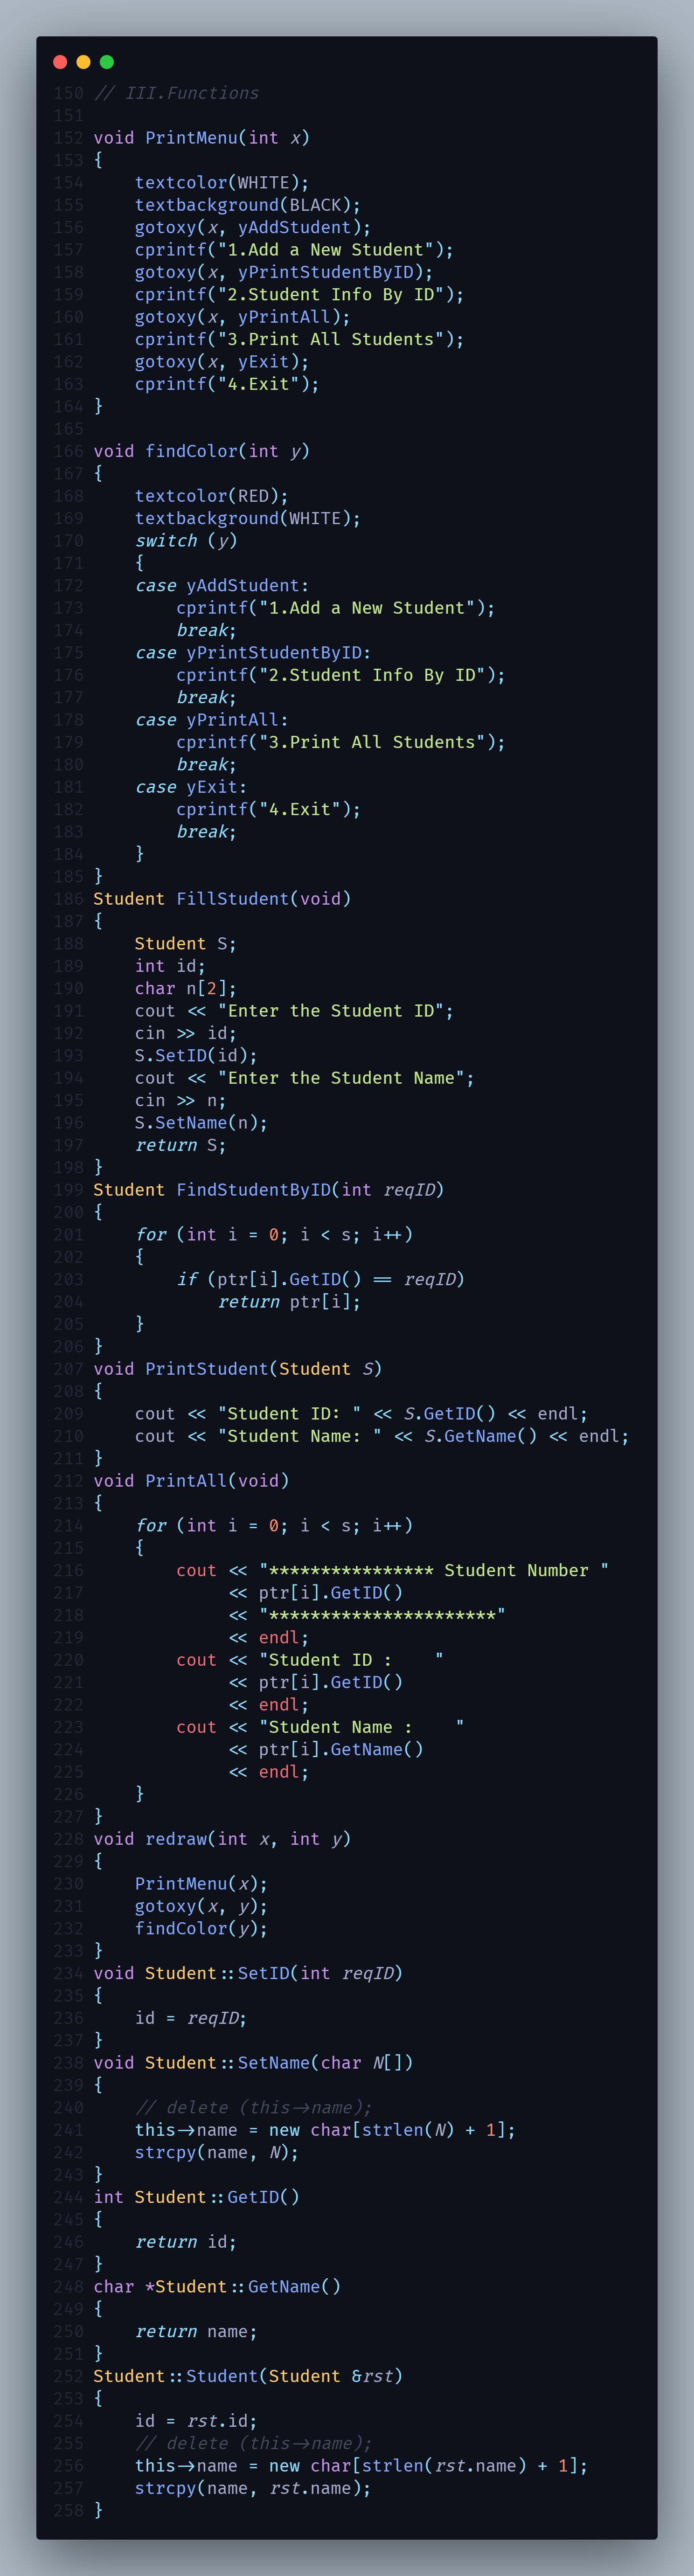 150 // III.Functions
151
152 void PrintMenu(int x)
153 {
154     textcolor(WHITE);
155     textbackground(BLACK);
156     gotoxy(x, yAddStudent);
157     cprintf("1.Add a New Student");
158     gotoxy(x, yPrintStudentByID);
159     cprintf("2.Student Info By ID");
160     gotoxy(x, yPrintAll);
161     cprintf("3.Print All Students");
162     gotoxy(x, yExit);
163     cprintf("4.Exit");
164 }
165
166 void findColor(int y)
167 {
168     textcolor(RED);
169     textbackground(WHITE);
170     switch (y)
171     {
172     case yAddStudent:
173         cprintf("1.Add a New Student");
174         break;
175     case yPrintStudentByID:
176         cprintf("2.Student Info By ID");
177         break;
178     case yPrintAll:
179         cprintf("3.Print All Students");
180         break;
181     case yExit:
182         cprintf("4.Exit");
183         break;
184     }
185 }
186 Student FillStudent(void)
187 {
188     Student S;
189     int id;
190     char n[2];
191     cout << "Enter the Student ID";
192     cin >> id;
193     S.SetID(id);
194     cout << "Enter the Student Name";
195     cin >> n;
196     S.SetName(n);
197     return S;
198 }
199 Student FindStudentByID(int reqID)
200 {
201     for (int i = 0; i < s; i++)
202     {
203         if (ptr[i].GetID() == reqID)
204             return ptr[i];
205     }
206 }
207 void PrintStudent(Student S)
208 {
209     cout << "Student ID: " << S.GetID() << endl;
210     cout << "Student Name: " << S.GetName() << endl;
211 }
212 void PrintAll(void)
213 {
214     for (int i = 0; i < s; i++)
215     {
216         cout << "**************** Student Number "
217              << ptr[i].GetID()
218              << "**********************"
219              << endl;
220         cout << "Student ID :    "
221              << ptr[i].GetID()
222              << endl;
223         cout << "Student Name :    "
224              << ptr[i].GetName()
225              << endl;
226     }
227 }
228 void redraw(int x, int y)
229 {
230     PrintMenu(x);
231     gotoxy(x, y);
232     findColor(y);
233 }
234 void Student::SetID(int reqID)
235 {
236     id = reqID;
237 }
238 void Student::SetName(char N[])
239 {
240     // delete (this->name);
241     this->name = new char[strlen(N) + 1];
242     strcpy(name, N);
243 }
244 int Student::GetID()
245 {
246     return id;
247 }
248 char *Student::GetName()
249 {
250     return name;
251 }
252 Student::Student(Student &rst)
253 {
254     id = rst.id;
255     // delete (this->name);
256     this->name = new char[strlen(rst.name) + 1];
257     strcpy(name, rst.name);
258 }